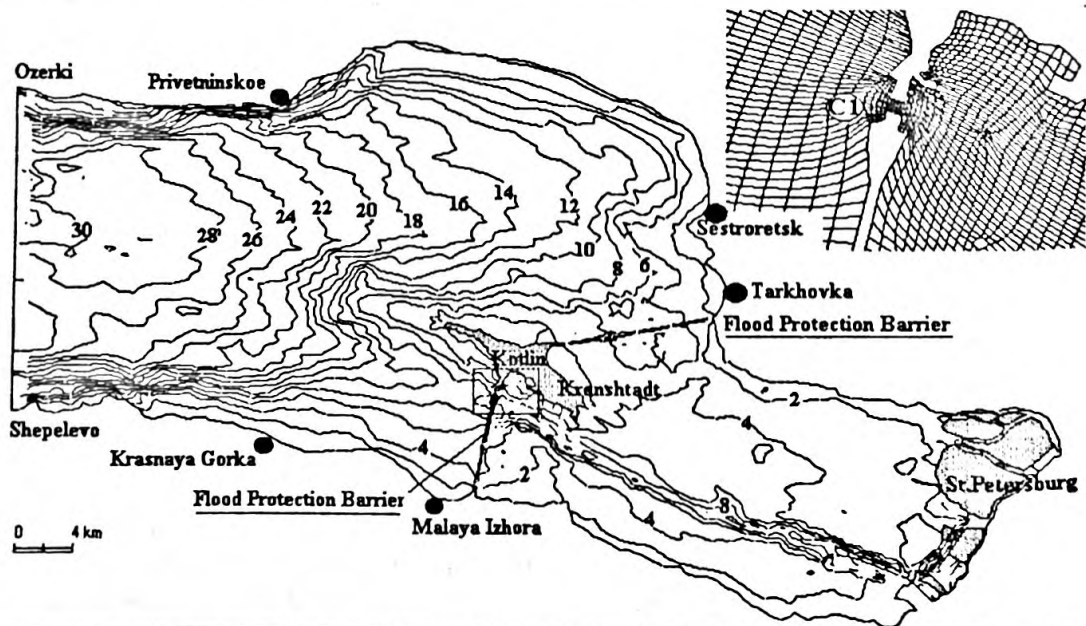 Ozerki
Privetninskoe
C1
30
28
26
24
22
20
18
16
14
12
10
8
6
Sestroretsk
Tarkhovka
Flood Protection Barrier
Kotlin
Kronshtadt
Shepelevo
Krasnaya Gorka
4
2
4
2
4
8
St.Petersburg
Flood Protection Barrier
Malaya Izhora
0 4 km